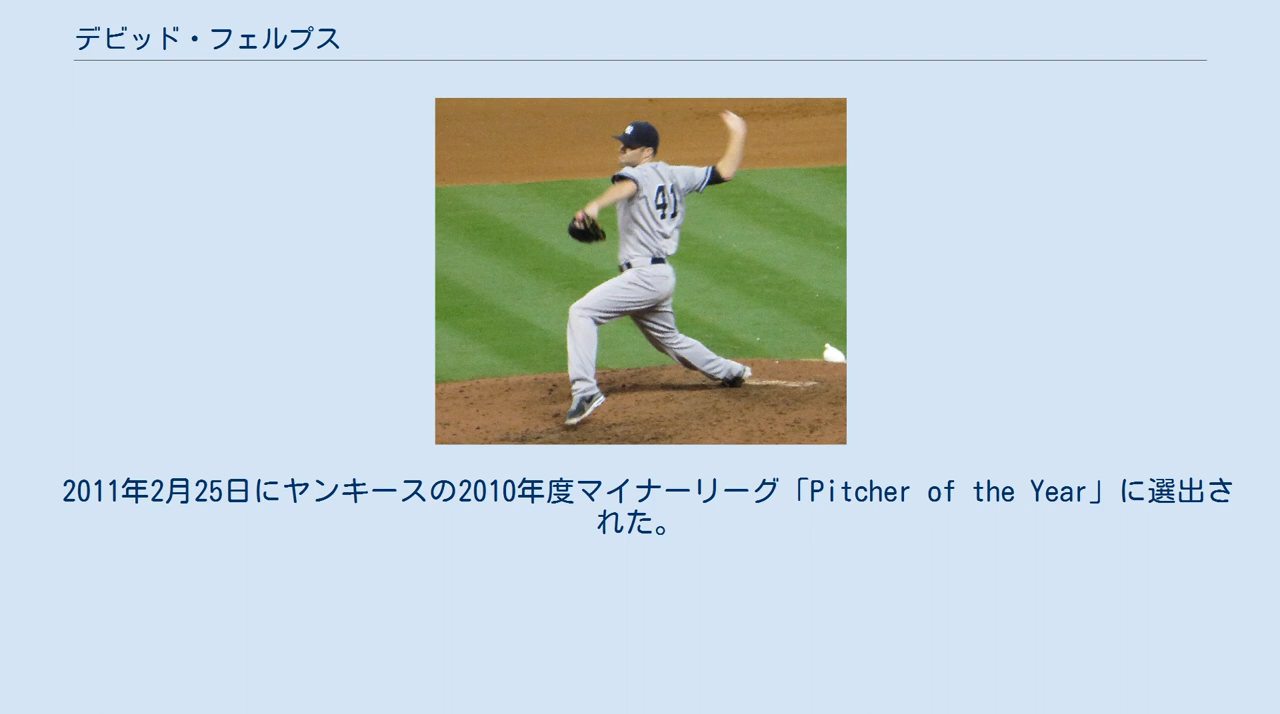 デビッド・フェルプス
41
2011年2月25日にヤンキースの2010年度マイナーリーグ「Pitcher of the Year」に選出さ
れた。